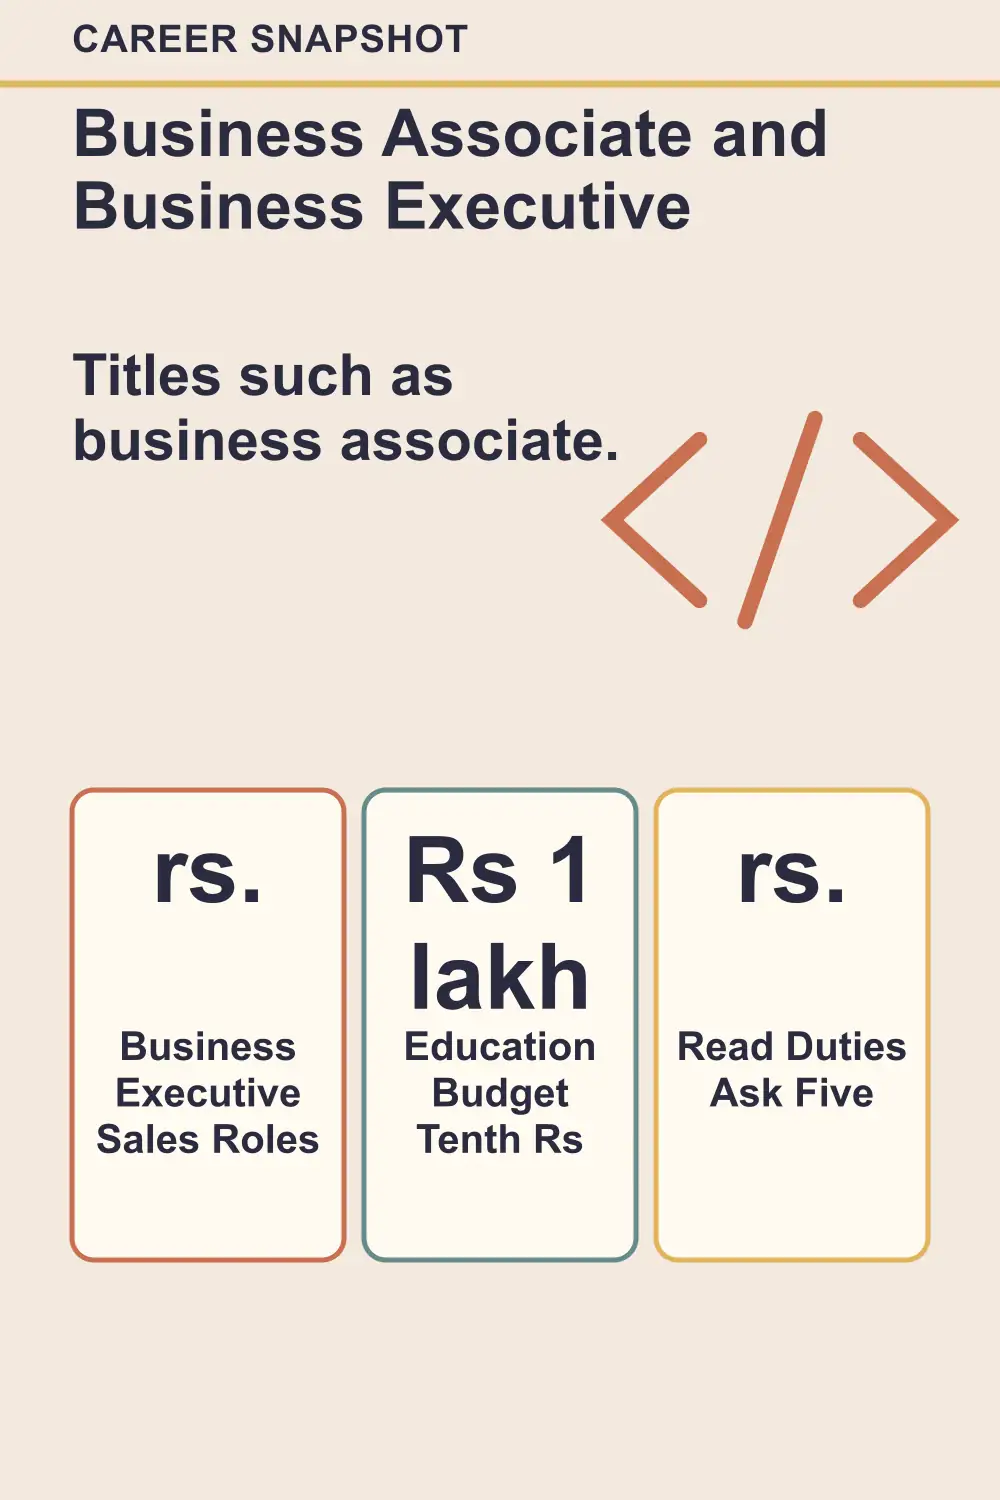 CAREER SNAPSHOT
Business Associate and
Business Executive
Titles such as
business associate.
rs.
Business
Executive
Sales Roles
Rs 1
lakh
Education
Budget
Tenth Rs
rs.
Read Duties
Ask Five